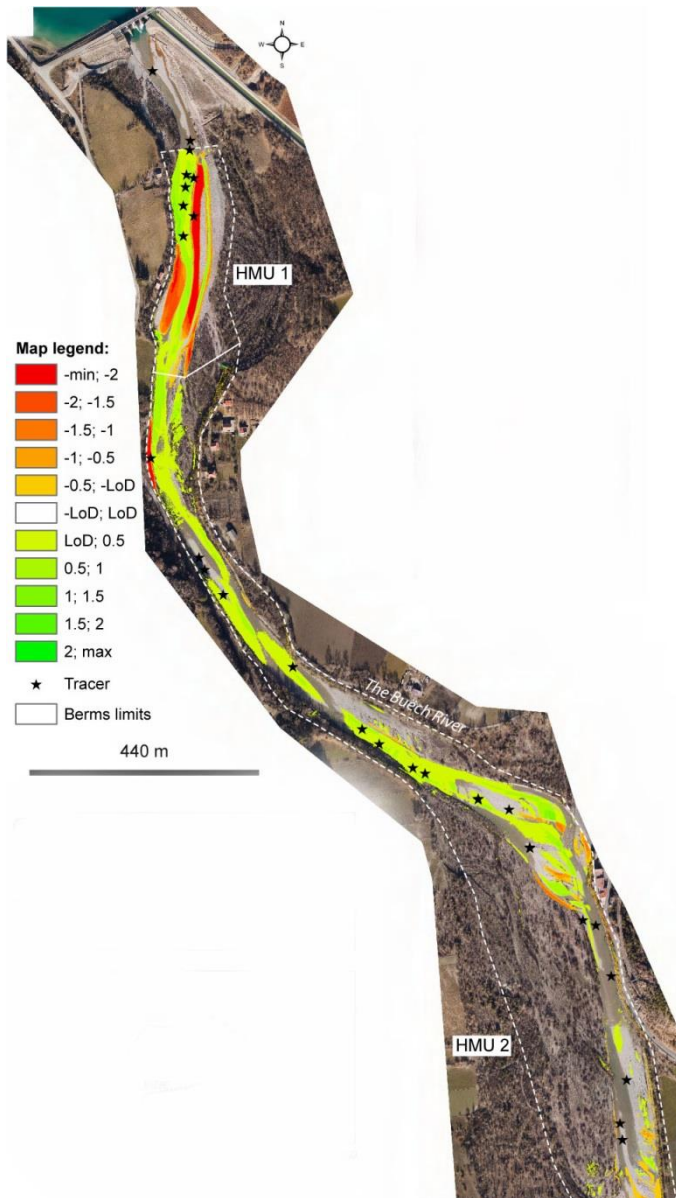 N
W E
S
HMU 1
Map legend:
-min; -2
-2; -1.5
-1.5; -1
-1; -0.5
-0.5; -LoD
-LoD; LoD
LoD; 0.5
0.5; 1
1; 1.5
1.5; 2
2; max
Tracer
Berms limits
440 m
The Buech River
HMU 2